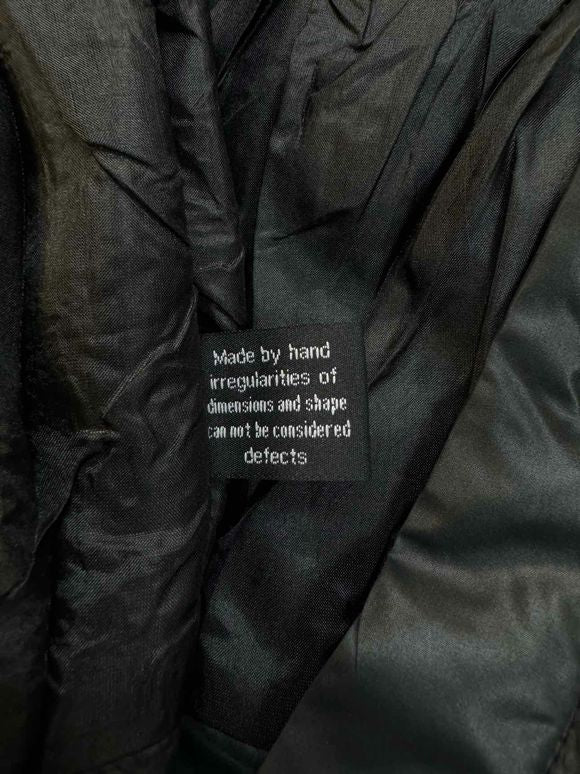 Made by hand
irregularities of
dimensions and shape
can not be considered
defects